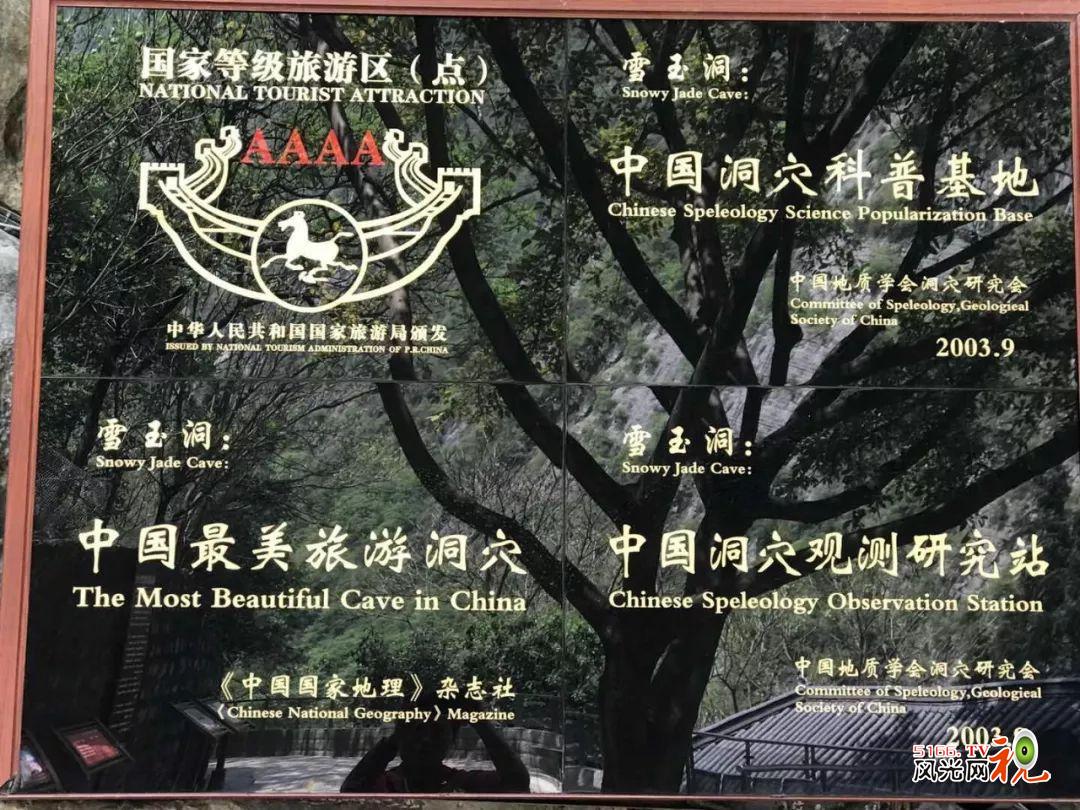 国家等级旅游区（点）
NATIONAL TOURIST ATTRACTION
AAAA
中华人民共和国国家旅游局颁发
ISSUED BY NATIONAL TOURISM ADMINISTRATION OF P.R.CHINA
雪玉洞：
Snowy Jade Cave：
中国洞穴科普基地
Chinese Speleology Science Popularization Base
中国地质学会洞穴研究会
Committee of Speleology,Geological
Society of China
2003.9
雪玉洞：
Snowy Jade Cave：
中国最美旅游洞穴
The Most Beautiful Cave in China
《中国国家地理》杂志社
《Chinese National Geography》Magazine
雪玉洞：
Snowy Jade Cave：
中国洞穴观测研究站
Chinese Speleology Observation Station
中国地质学会洞穴研究会
Committee of Speleology,Geological
Society of China
5166.TV
风光网视